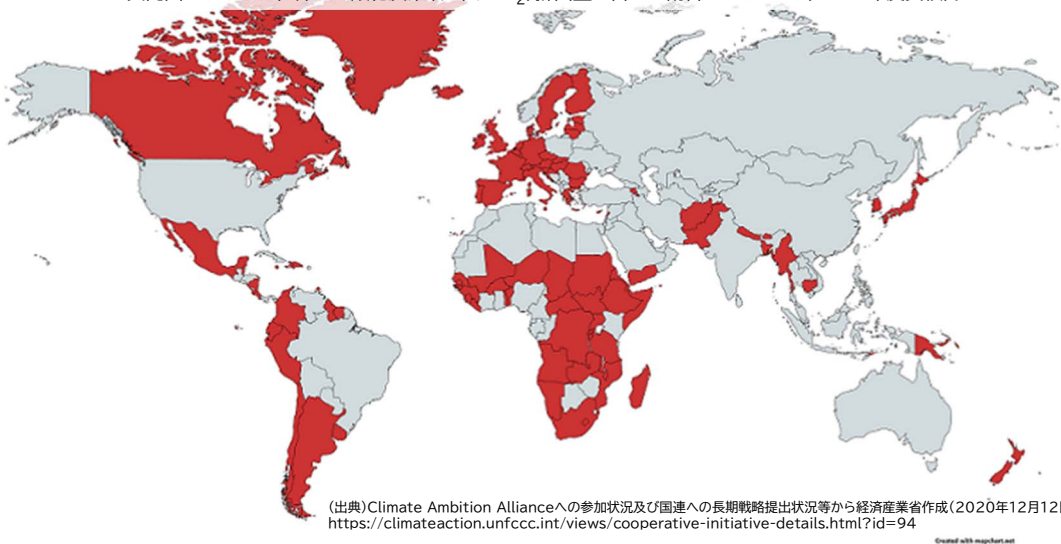 (出典)Climate Ambition Allianceへの参加状況及び国連への長期戦略提出状況等から経済産業省作成(2020年12月12
https://climateaction.unfccc.int/views/cooperative-initiative-details.html?id=94
Created with mapchart.net